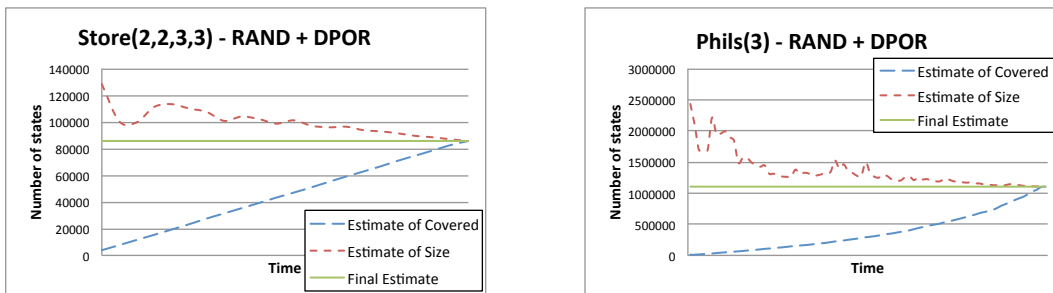 Store(2,2,3,3) - RAND + DPOR
Number of states
140000
120000
100000
80000
60000
40000
20000
0
Time
Estimate of Covered
Estimate of Size
Final Estimate
Phils(3) - RAND + DPOR
Number of states
3000000
2500000
2000000
1500000
1000000
500000
0
Time
Estimate of Covered
Estimate of Size
Final Estimate